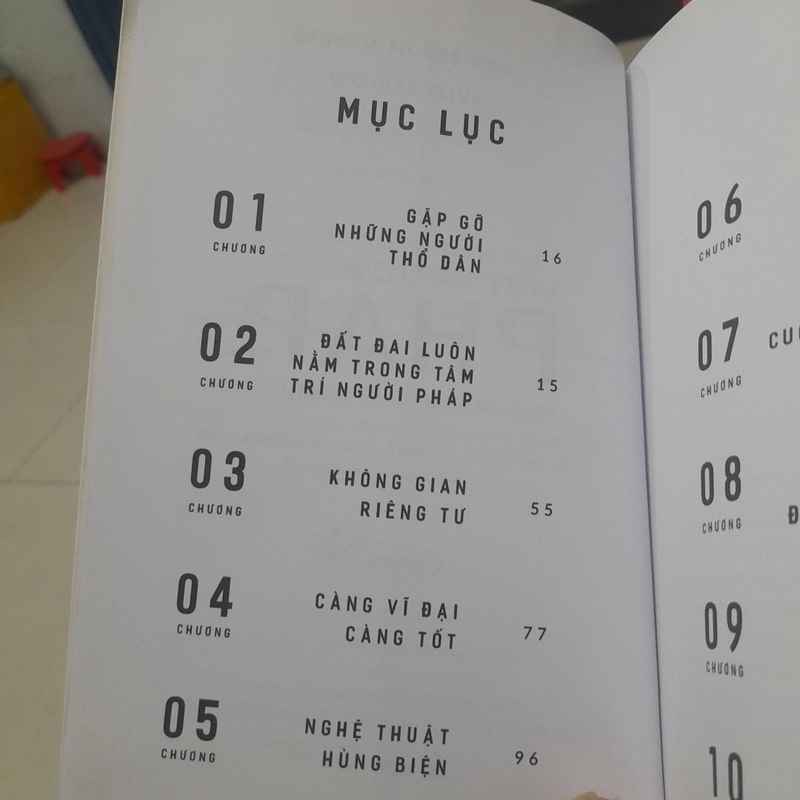 MỤC LỤC
01
CHƯƠNG
GẶP GỠ
NHỮNG NGƯỜI
THỔ DÂN
16
02
CHƯƠNG
ĐẤT ĐAI LUÔN
NẰM TRONG TÂM
TRÍ NGƯỜI PHÁP
15
03
CHƯƠNG
KHÔNG GIAN
RIÊNG TƯ
55
04
CHƯƠNG
CÀNG VĨ ĐẠI
CÀNG TỐT
77
05
CHƯƠNG
NGHỆ THUẬT
HÙNG BIỆN
96
06
CHƯƠNG
07
CHƯƠNG
08
CHƯƠNG
09
CHƯƠNG
10